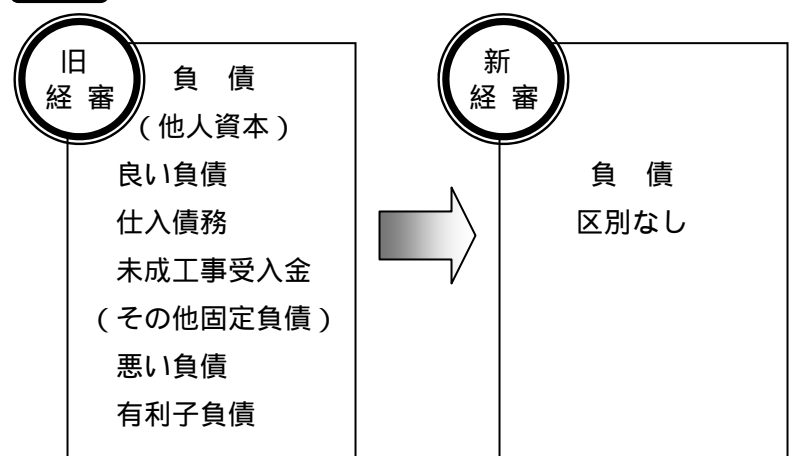 旧
経 審
負 債
(他人資本)
良い負債
仕入債務
未成工事受入金
(その他固定負債)
悪い負債
有利子負債
新
経 審
負 債
区別なし